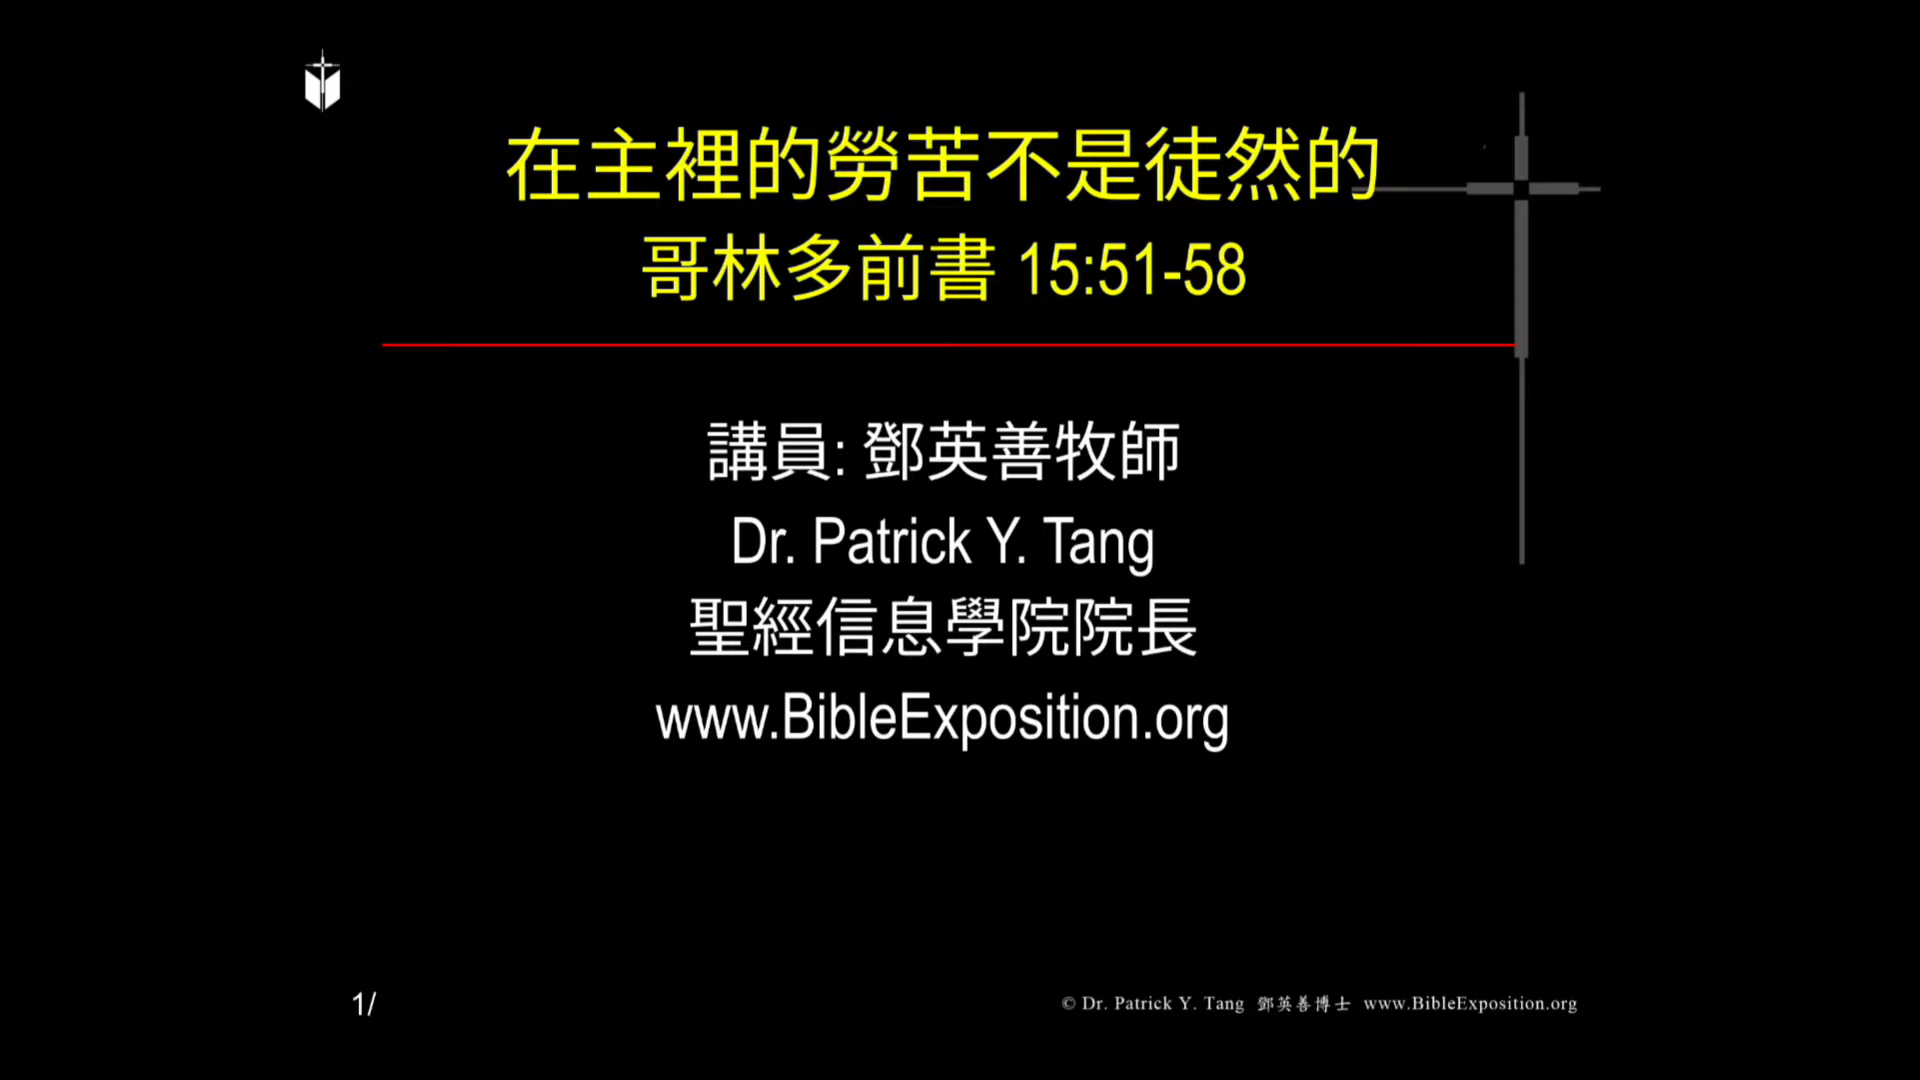 在主裡的勞苦不是徒然的
哥林多前書 15:51-58
講員: 鄧英善牧師
Dr. Patrick Y. Tang
聖經信息學院院長
www.BibleExposition.org
1/
© Dr. Patrick Y. Tang 鄧英善博士 www.BibleExposition.org